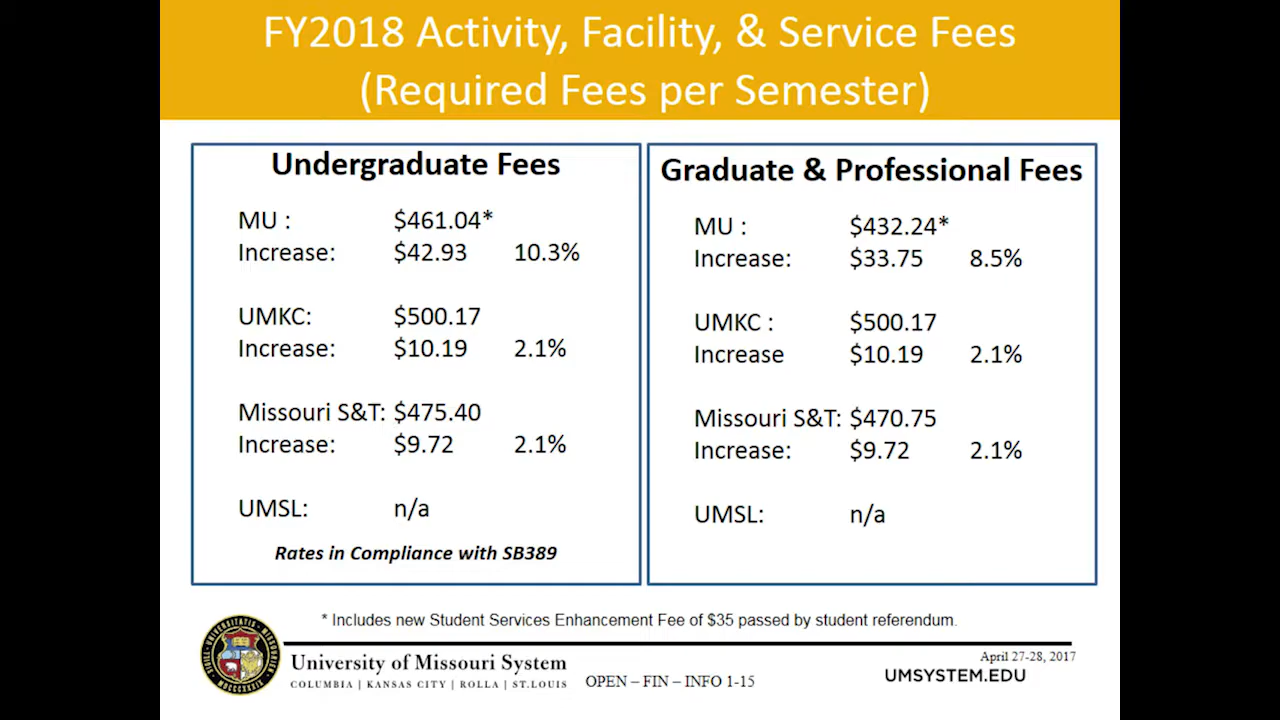 FY2018 Activity, Facility, & Service Fees
(Required Fees per Semester)
Undergraduate Fees
MU : $461.04*
Increase: $42.93 10.3%
UMKC: $500.17
Increase: $10.19 2.1%
Missouri S&T: $475.40
Increase: $9.72 2.1%
UMSL: n/a
Rates in Compliance with SB389
Graduate & Professional Fees
MU : $432.24*
Increase: $33.75 8.5%
UMKC : $500.17
Increase $10.19 2.1%
Missouri S&T: $470.75
Increase: $9.72 2.1%
UMSL: n/a
* Includes new Student Services Enhancement Fee of $35 passed by student referendum.
University of Missouri System
COLUMBIA | KANSAS CITY | ROLLA | ST.LOUIS
OPEN – FIN – INFO 1-15
April 27-28, 2017
UMSYSTEM.EDU